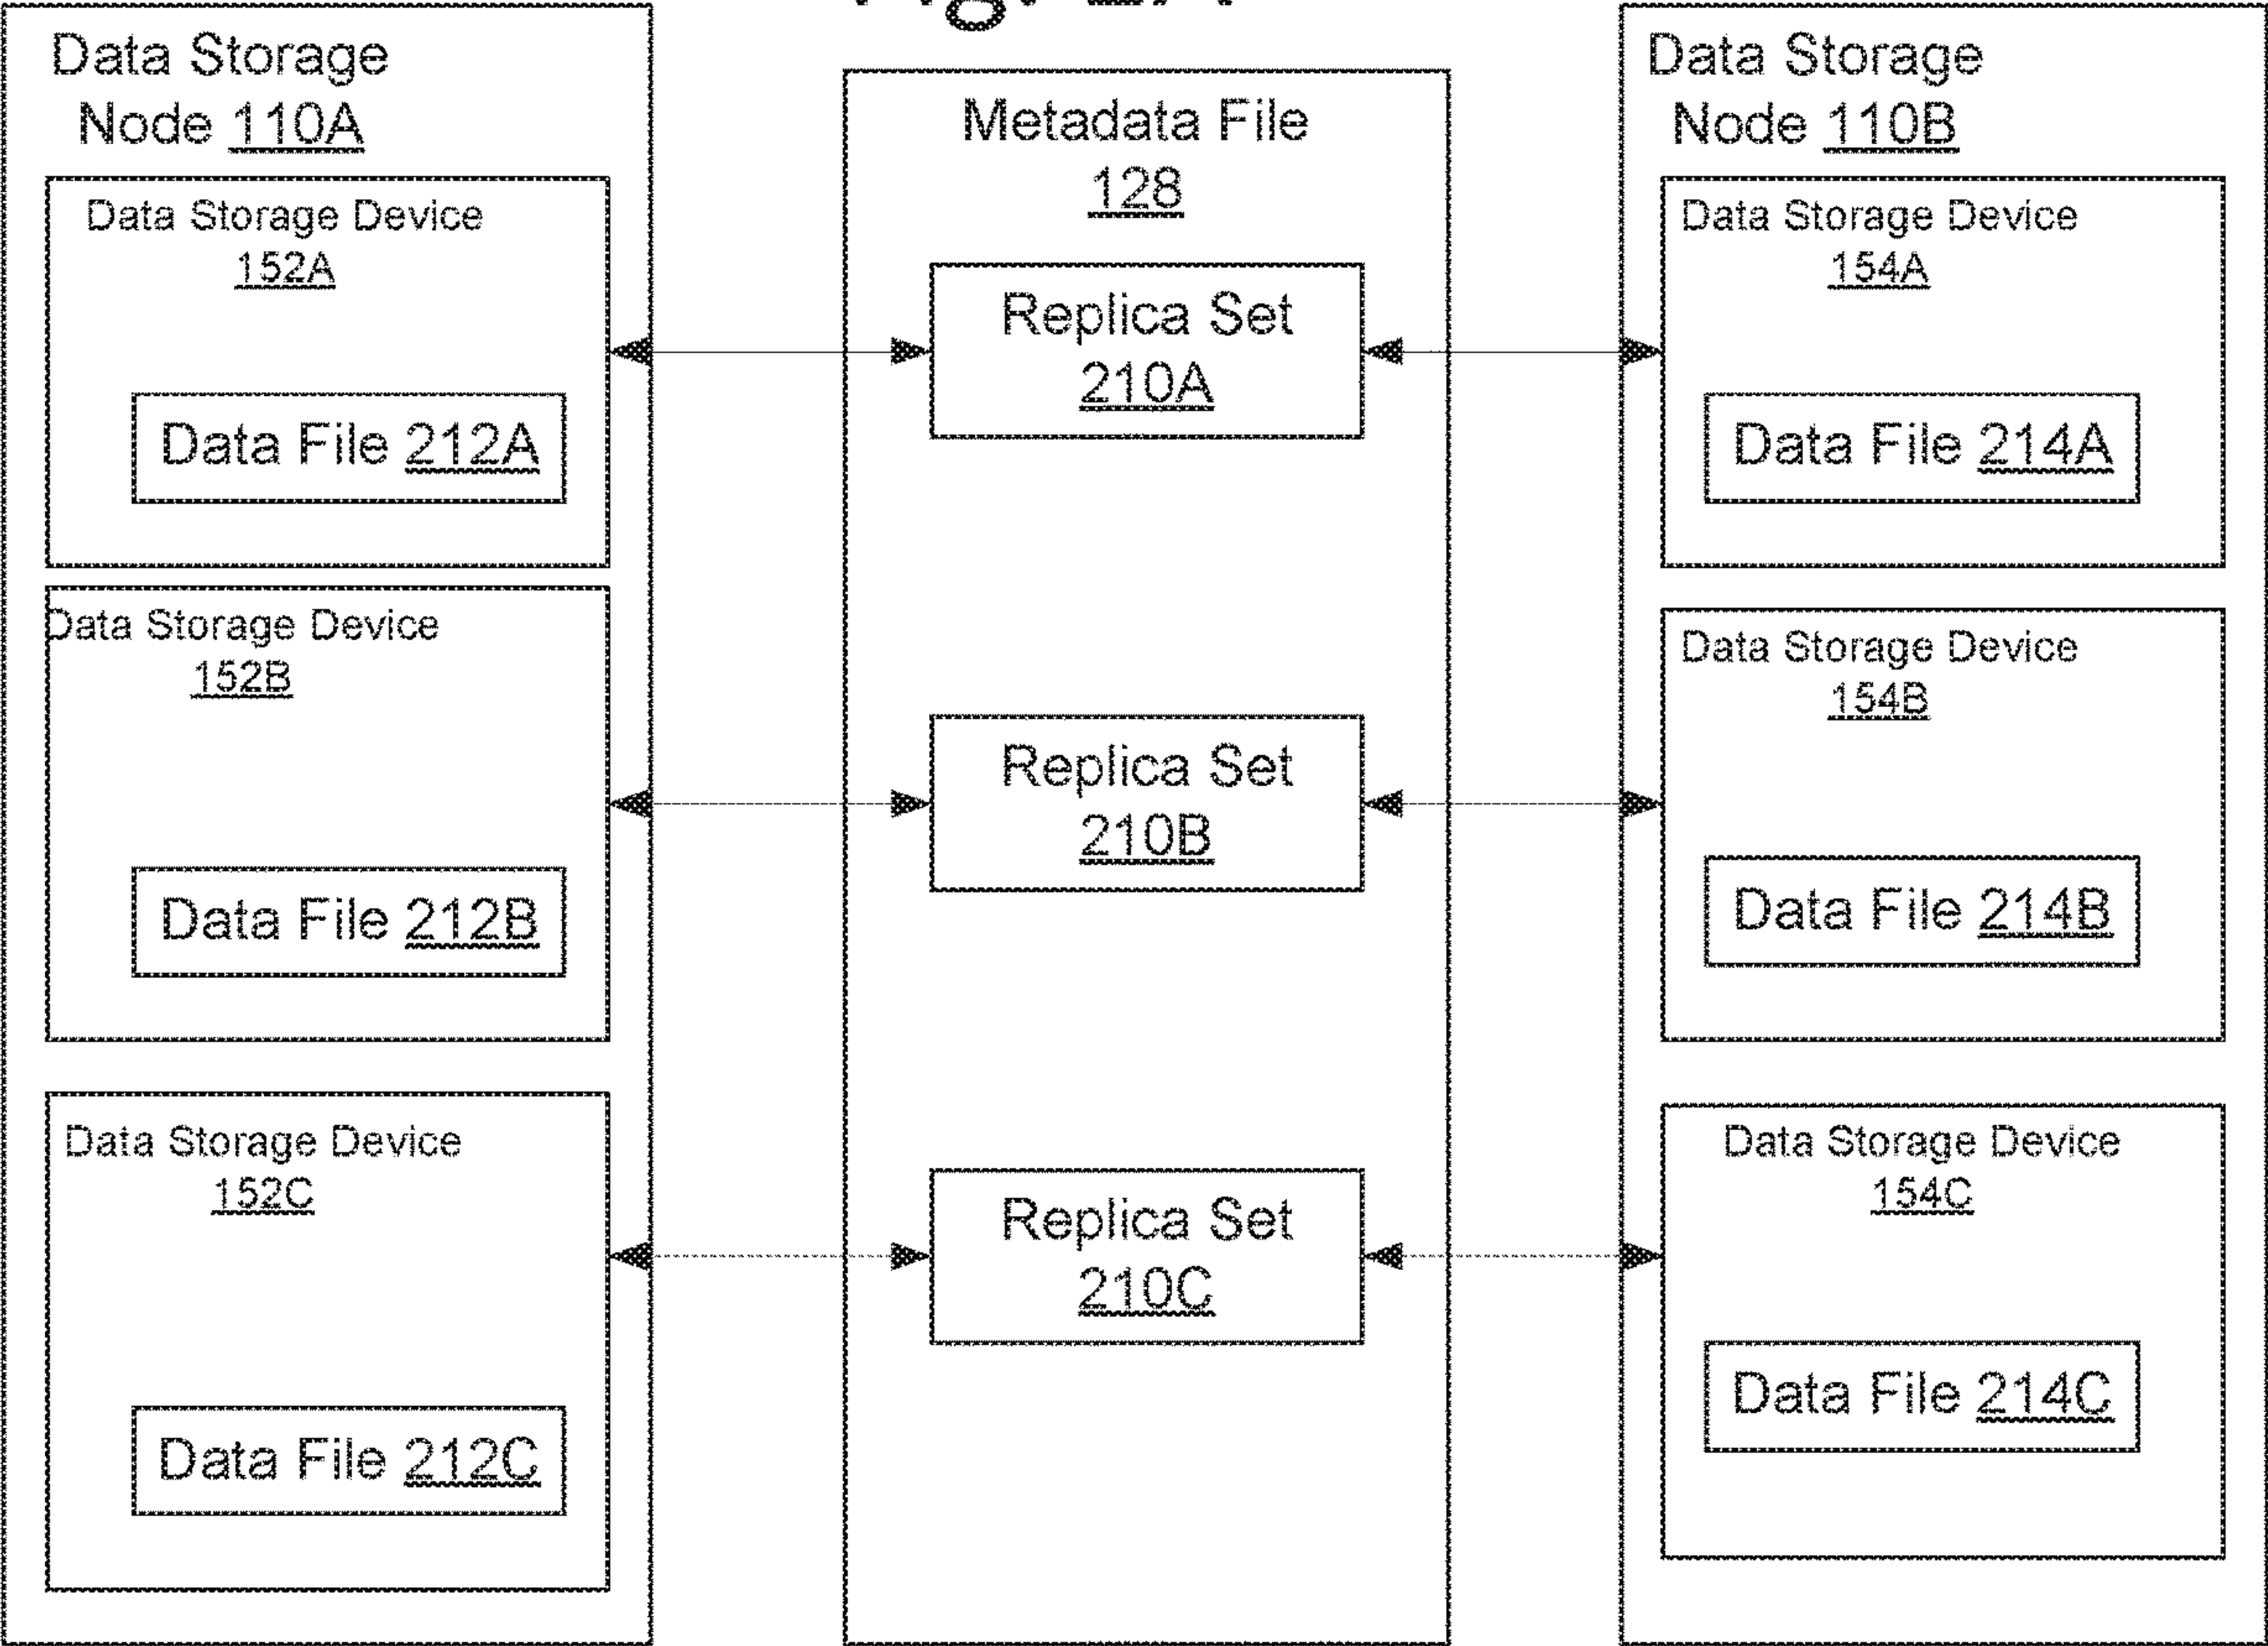 Data Storage
Node 110A
Data Storage Device
152A
Data File 212A
Data Storage Device
152B
Data File 212B
Data Storage Device
152C
Data File 212C
Metadata File
128
Replica Set
210A
Replica Set
210B
Replica Set
210C
Data Storage
Node 110B
Data Storage Device
154A
Data File 214A
Data Storage Device
154B
Data File 214B
Data Storage Device
154C
Data File 214C